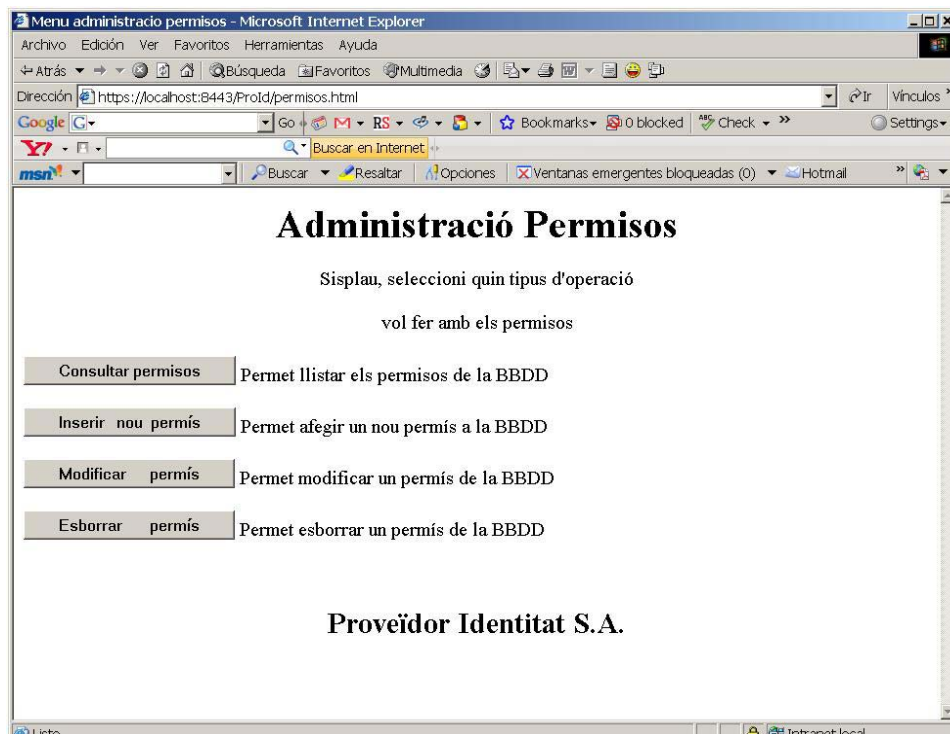 Menu administracio permisos - Microsoft Internet Explorer
Archivo Edición Ver Favoritos Herramientas Ayuda
Atrás Búsqueda Favoritos Multimedia
Dirección https://localhost:8443/ProId/permisos.html Ir Vínculos »
Google G Go M RS Bookmarks 0 blocked ABC Check » Settings
Y! Buscar en Internet
msn Buscar Resaltar Opciones Ventanas emergentes bloqueadas (0) Hotmail »
Administració Permisos
Sisplau, seleccioni quin tipus d'operació
vol fer amb els permisos
Consultar permisos Permet llistar els permisos de la BBDD
Inserir nou permís Permet afegir un nou permís a la BBDD
Modificar permís Permet modificar un permís de la BBDD
Esborrar permís Permet esborrar un permís de la BBDD
Proveïdor Identitat S.A.
Listo Intranet local